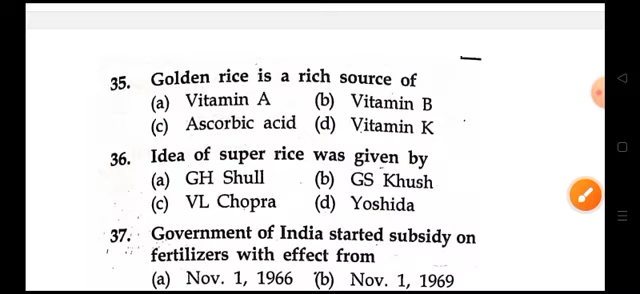 35. Golden rice is a rich source of
(a) Vitamin A (b) Vitamin B
(c) Ascorbic acid (d) Vitamin K
36. Idea of super rice was given by
(a) GH Shull (b) GS Khush
(c) VL Chopra (d) Yoshida
37. Government of India started subsidy on
fertilizers with effect from
(a) Nov. 1, 1966 (b) Nov. 1, 1969